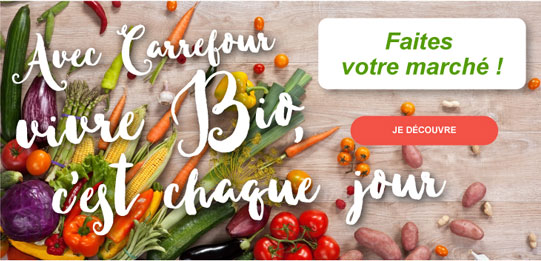 Avec Carrefour
vivre Bio,
c'est chaque jour
Faites
votre marché !
JE DÉCOUVRE